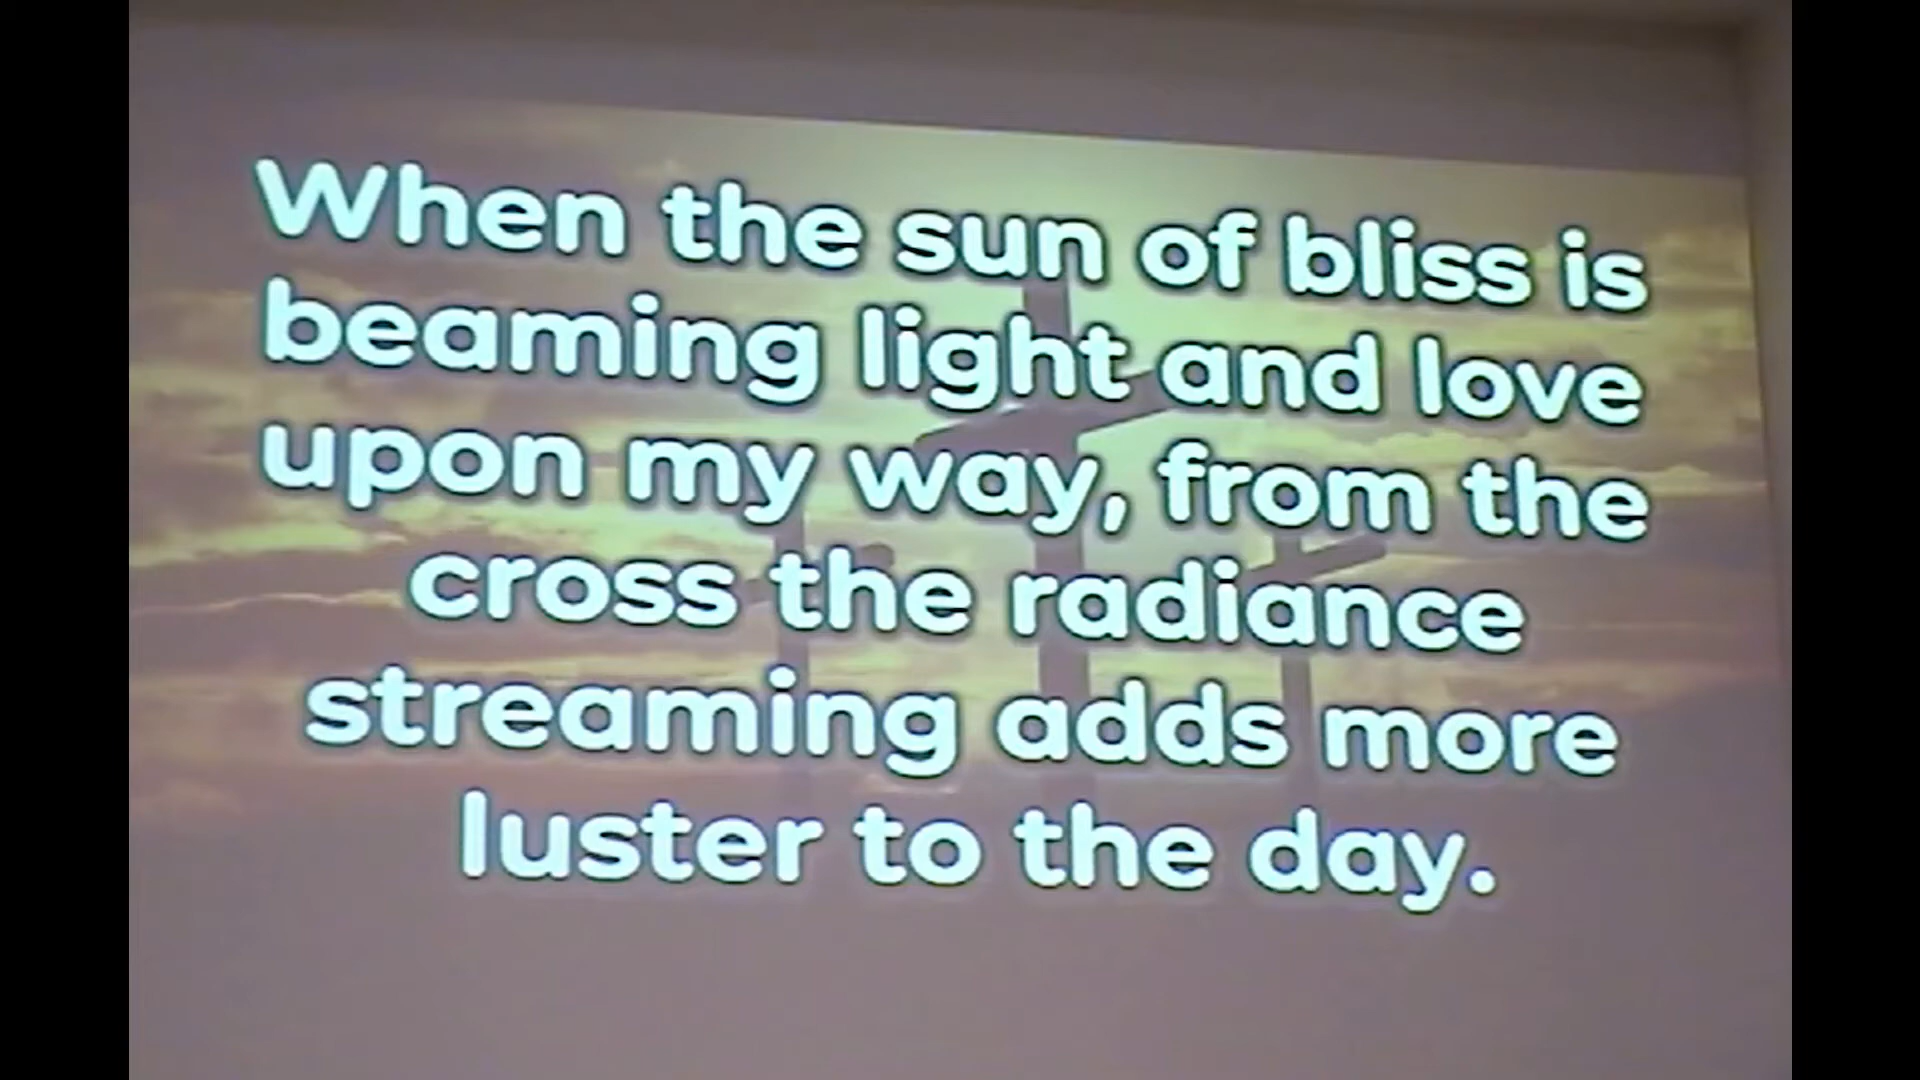 When the sun of bliss is
beaming light and love
upon my way, from the
cross the radiance
streaming adds more
luster to the day.